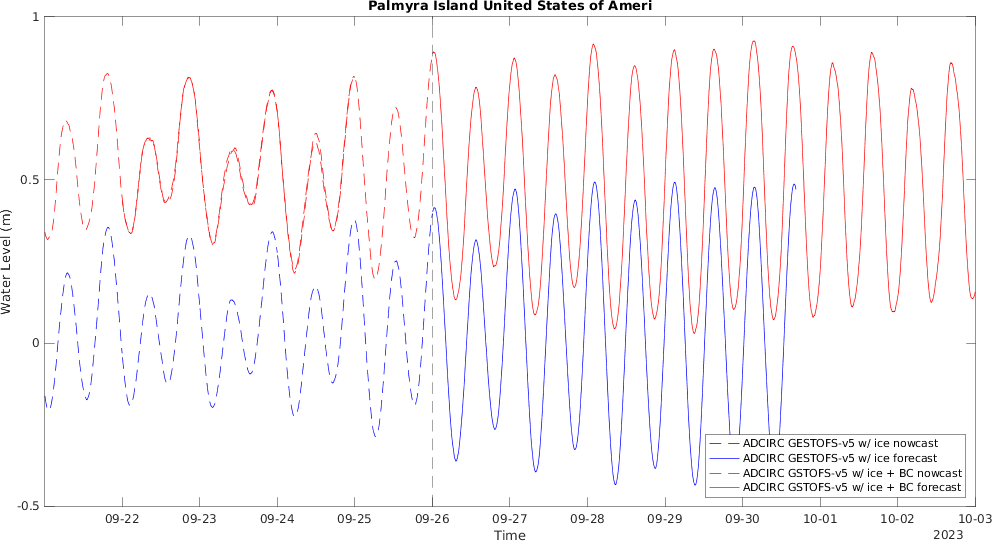 Palmyra Island United States of Ameri
Water Level (m)
1
0.5
0
-0.5
ADCIRC GESTOFS-v5 w/ ice nowcast
ADCIRC GESTOFS-v5 w/ ice forecast
ADCIRC GSTOFS-v5 w/ ice + BC nowcast
ADCIRC GSTOFS-v5 w/ ice + BC forecast
09-22 09-23 09-24 09-25 09-26 09-27 09-28 09-29 09-30 10-01 10-02 10-03
Time
2023